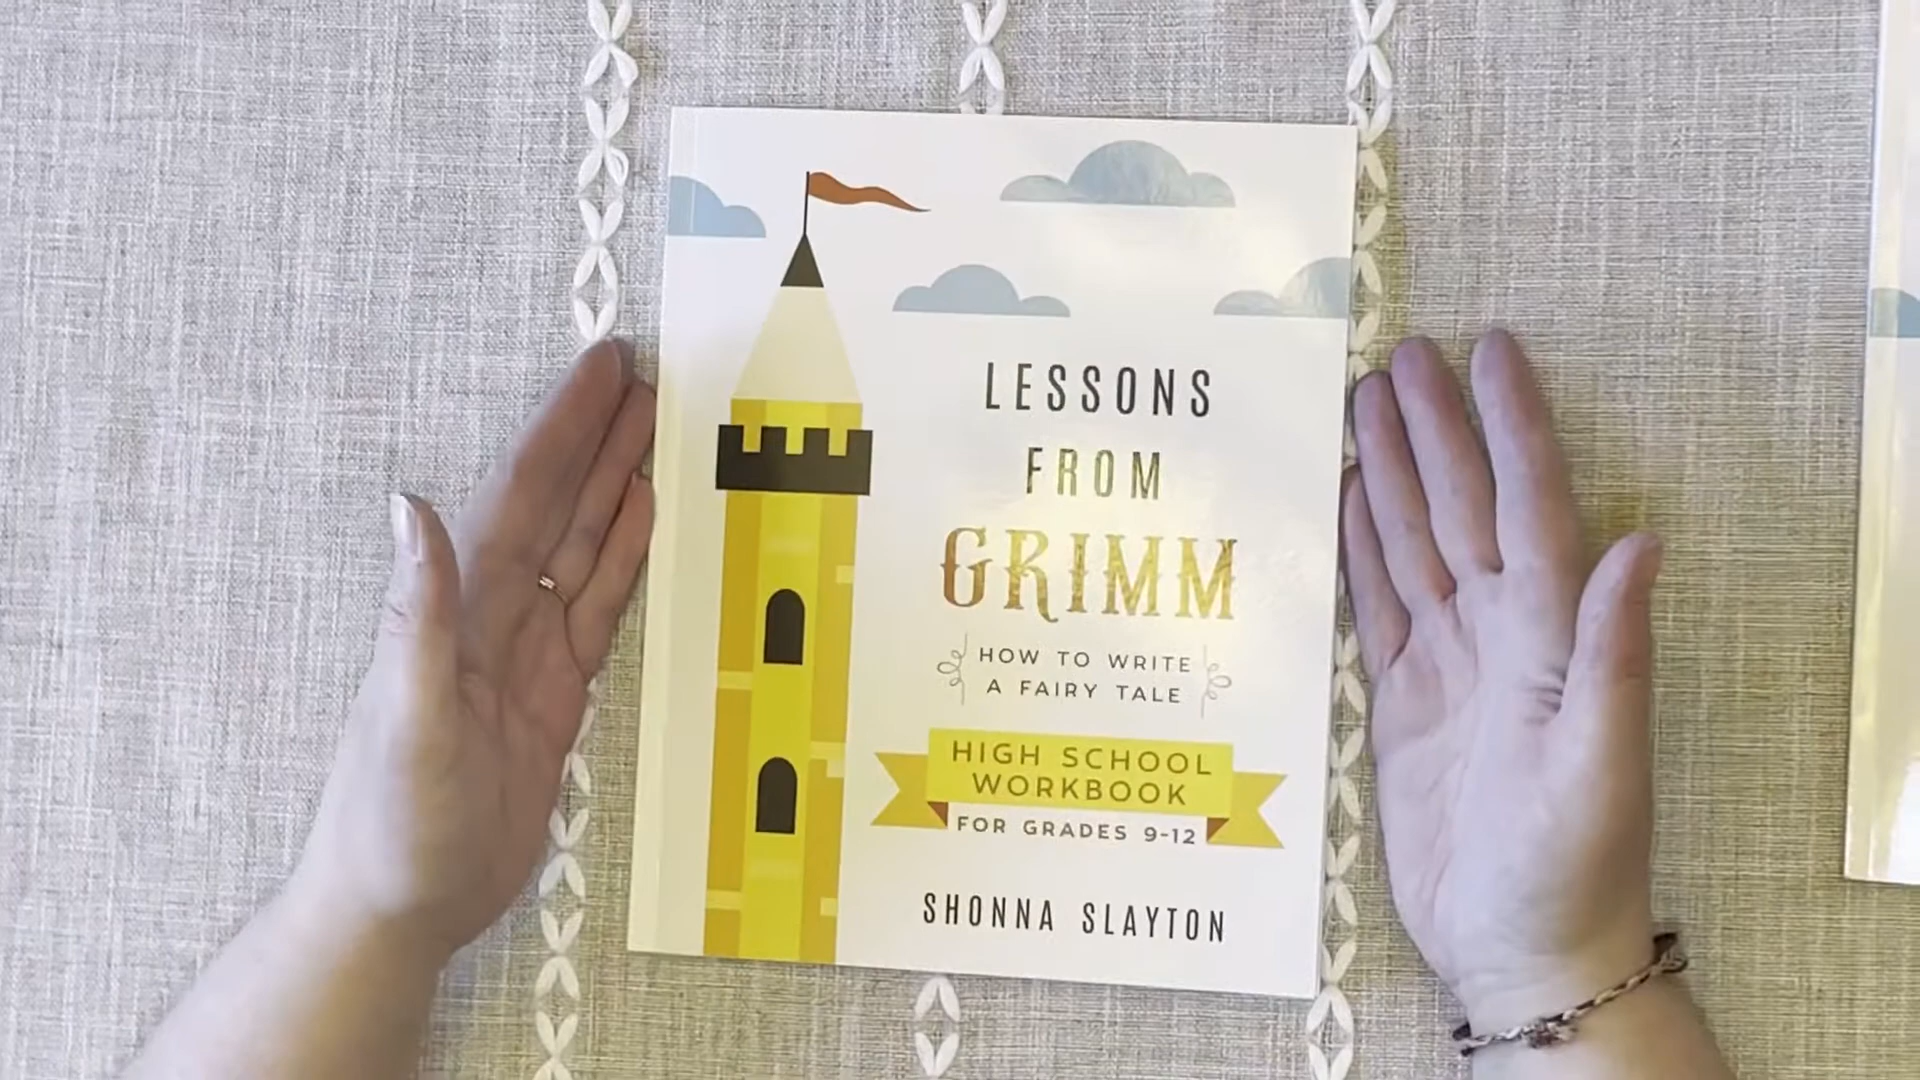 LESSONS
FROM
GRIMM
HOW TO WRITE
A FAIRY TALE
HIGH SCHOOL
WORKBOOK
FOR GRADES 9-12
SHONNA SLAYTON